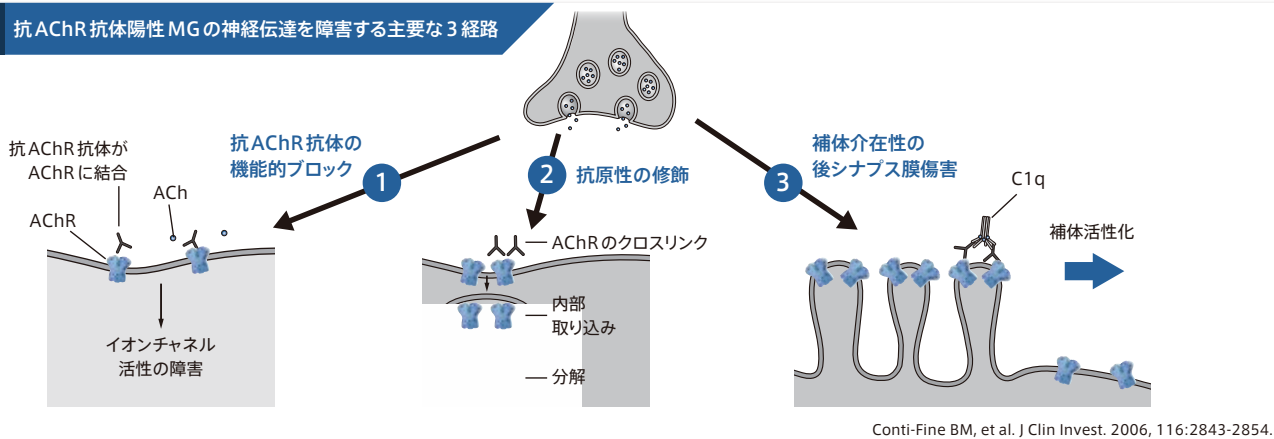 抗AChR抗体陽性MGの神経伝達を障害する主要な3経路
抗AChR抗体の
機能的ブロック
1
抗AChR抗体が
AChRに結合
ACh
AChR
イオンチャネル
活性の障害
2
抗原性の修飾
AChRのクロスリンク
内部
取り込み
分解
補体介在性の
後シナプス膜傷害
3
C1q
補体活性化
Conti-Fine BM, et al. J Clin Invest. 2006, 116:2843-2854.